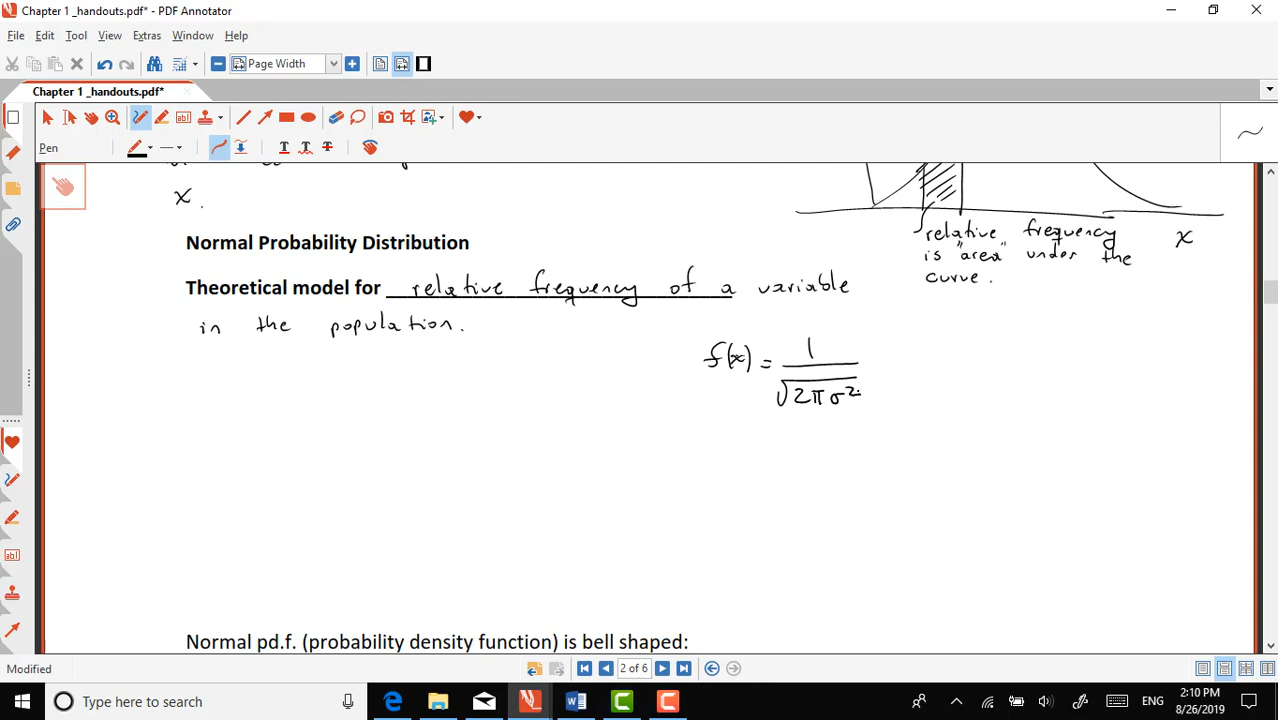 Chapter 1 _handouts.pdf* - PDF Annotator
File Edit Tool View Extras Window Help
Page Width
Chapter 1 _handouts.pdf*
Pen
x.
Normal Probability Distribution
relative frequency x
is "area" under the
curve.
Theoretical model for relative frequency of a variable
in the population.
f(x) = 1
√2πσ²
Normal pd.f. (probability density function) is bell shaped:
Modified
2 of 6
Type here to search
ENG
2:10 PM
8/26/2019